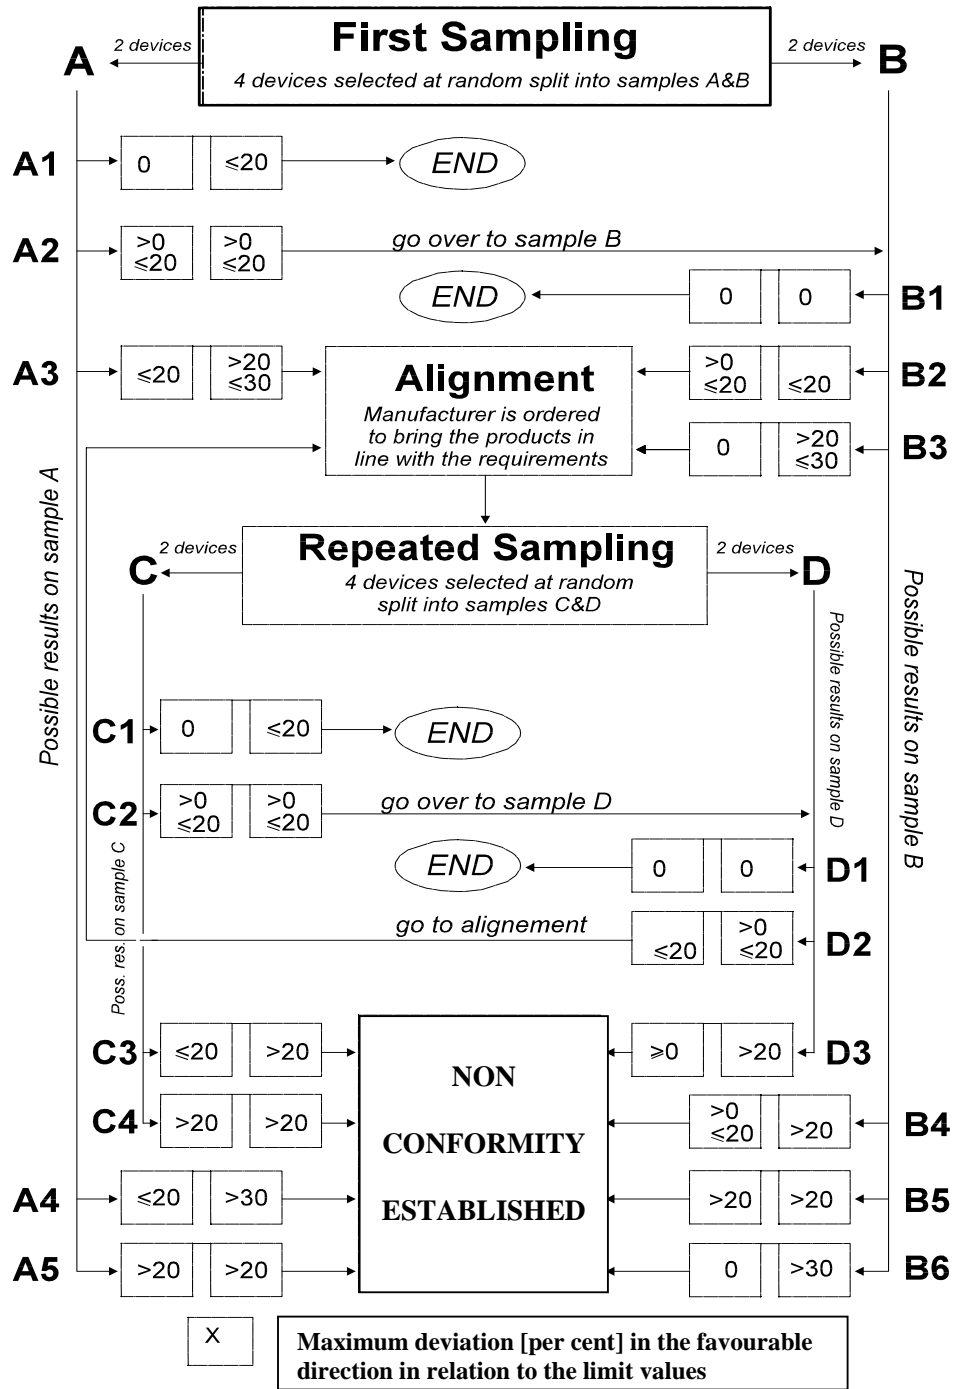 First Sampling
4 devices selected at random split into samples A&B
A
2 devices
2 devices
B
A1
0
≤20
END
A2
>0
≤20
>0
≤20
go over to sample B
END
0
0
B1
A3
≤20
>20
≤30
Alignment
Manufacturer is ordered
to bring the products in
line with the requirements
>0
≤20
≤20
B2
0
>20
≤30
B3
Possible results on sample A
Possible results on sample B
C
2 devices
Repeated Sampling
4 devices selected at random
split into samples C&D
2 devices
D
Possible results on sample D
C1
0
≤20
END
C2
>0
≤20
>0
≤20
go over to sample D
Poss. res. on sample C
END
0
0
D1
go to alignement
≤20
>0
≤20
D2
C3
≤20
>20
NON
CONFORMITY
ESTABLISHED
≥0
>20
D3
C4
>20
>20
>0
≤20
>20
B4
A4
≤20
>30
>20
>20
B5
A5
>20
>20
0
>30
B6
X
Maximum deviation [per cent] in the favourable
direction in relation to the limit values